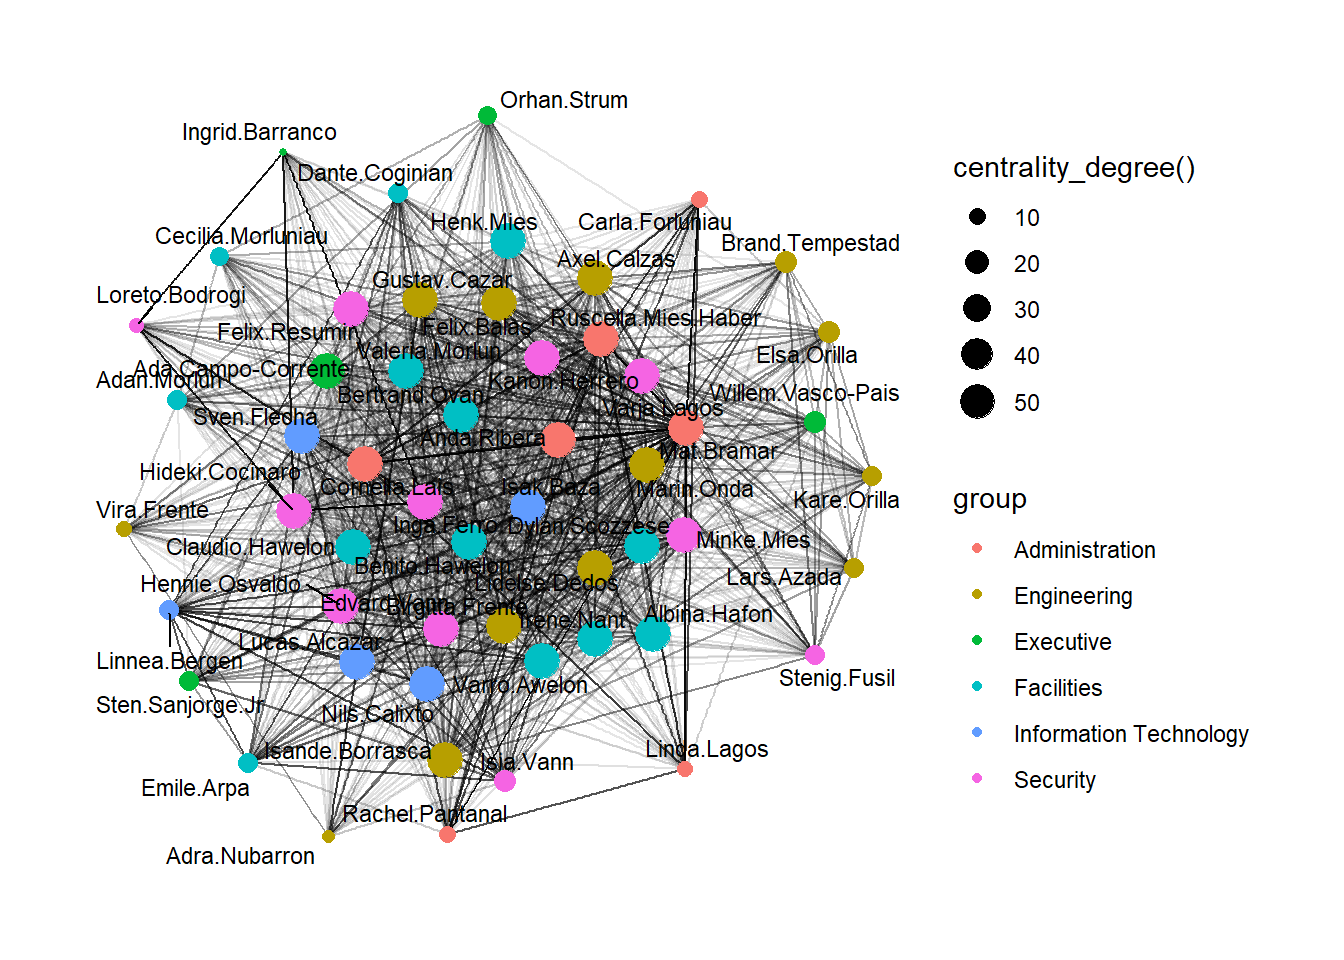 Orhan.Strum
Ingrid.Barranco
Dante.Coginian
Henk.Mies
Carla.Forluniau
Cecilia.Morluniau
Brand.Tempestad
Axel.Calzas
Gustav.Cazar
Loreto.Bodrogi
Ruscella.Mies.Haber
Felix.Balas
Felix.Resumir
Valeria.Morlun
Elsa.Orilla
Ada.Campo-Corrente
Adan.Morlun
Kanon.Herrero
Bertrand.Ovan
Willem.Vasco-Pais
Varja.Lagos
Sven.Flecha
Anda.Ribera
Mat.Bramar
Hideki.Cocinaro
Cornelia.Lais
Isak.Baza
Marin.Onda
Kare.Orilla
Vira.Frente
Inga.Ferro
Dylan.Scozzese
Minke.Mies
Claudio.Hawelon
Benito.Hawelon
Lidelse.Dedos
Lars.Azada
Hennie.Osvaldo
Edvard.Vann
Birgitta.Frente
Irene.Nant
Albina.Hafon
Lucas.Alcazar
Linnea.Bergen
Stenig.Fusil
Varro.Awelon
Sten.Sanjorge.Jr
Nils.Calixto
Isande.Borrasca
Isia.Vann
Linda.Lagos
Emile.Arpa
Rachel.Pantanal
Adra.Nubarron
centrality_degree()
10
20
30
40
50
group
Administration
Engineering
Executive
Facilities
Information Technology
Security